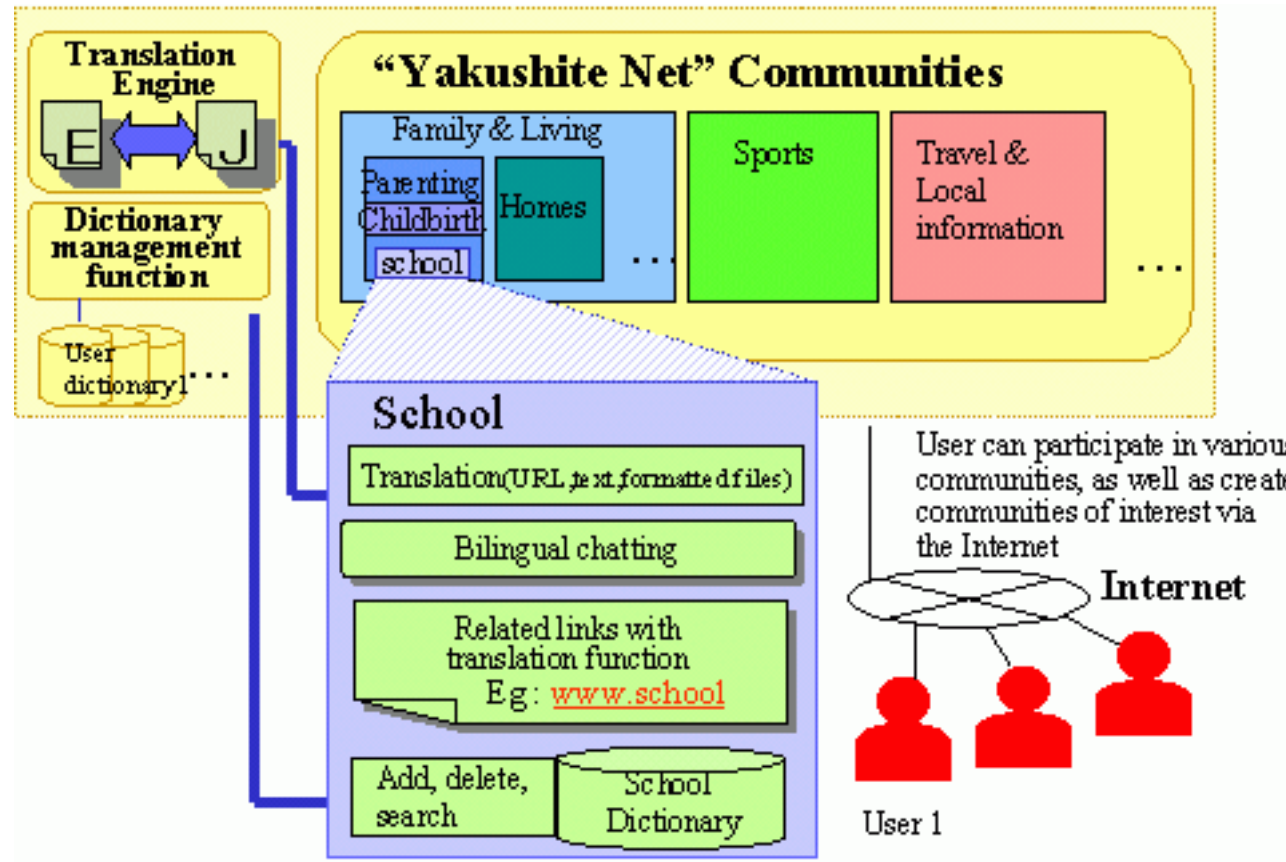 Translation
Engine
E
J
Dictionary
management
function
User
dictionary1
...
“Yakushite Net” Communities
Family & Living
Parenting
Childbirth
school
Homes
...
Sports
Travel &
Local
information
...
School
Translation(URL,text,formatted files)
Bilingual chatting
Related links with
translation function
Eg: www.school
Add, delete,
search
School
Dictionary
User can participate in various
communities, as well as create
communities of interest via
the Internet
Internet
User 1